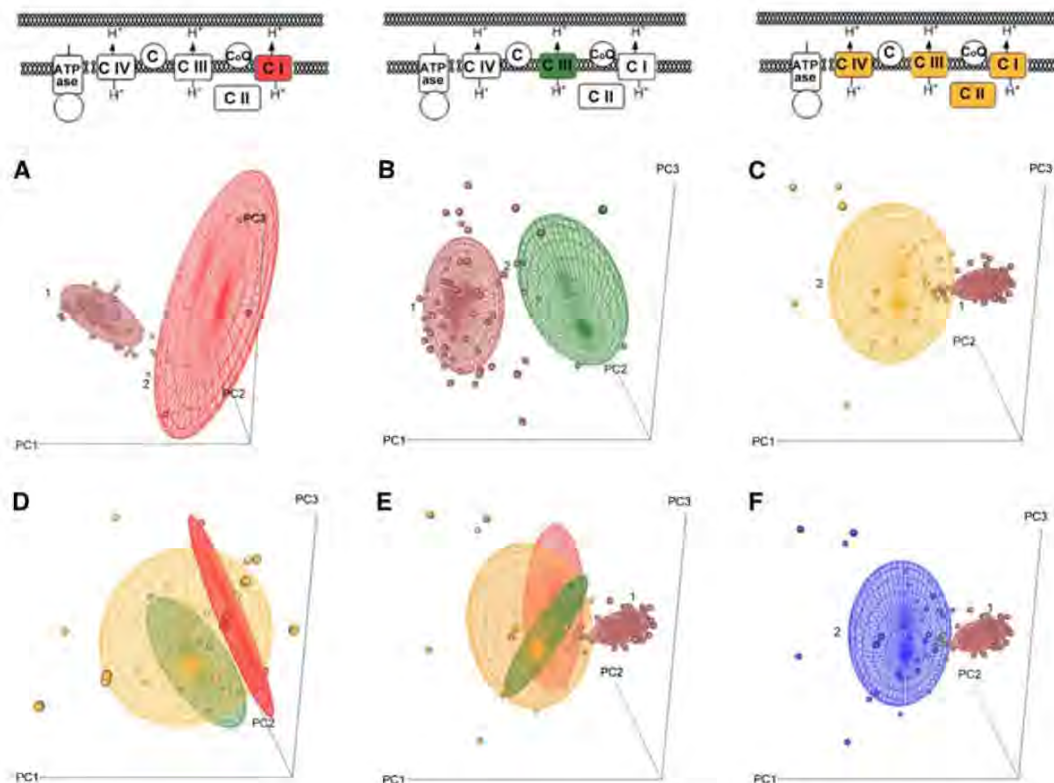 H+ H+ H+
ATP ase C IV C C III CoQ C I
H+ H+ C II H+
H+ H+ H+
ATP ase C IV C C III CoQ C I
H+ H+ C II H+
H+ H+ H+
ATP ase C IV C C III CoQ C I
H+ H+ C II H+
A
1
2
PC3
PC2
PC1
B
1
2
PC3
PC2
PC1
C
2
1
PC3
PC2
PC1
D
PC3
PC2
PC1
E
1
PC3
PC2
PC1
F
2
1
PC3
PC2
PC1